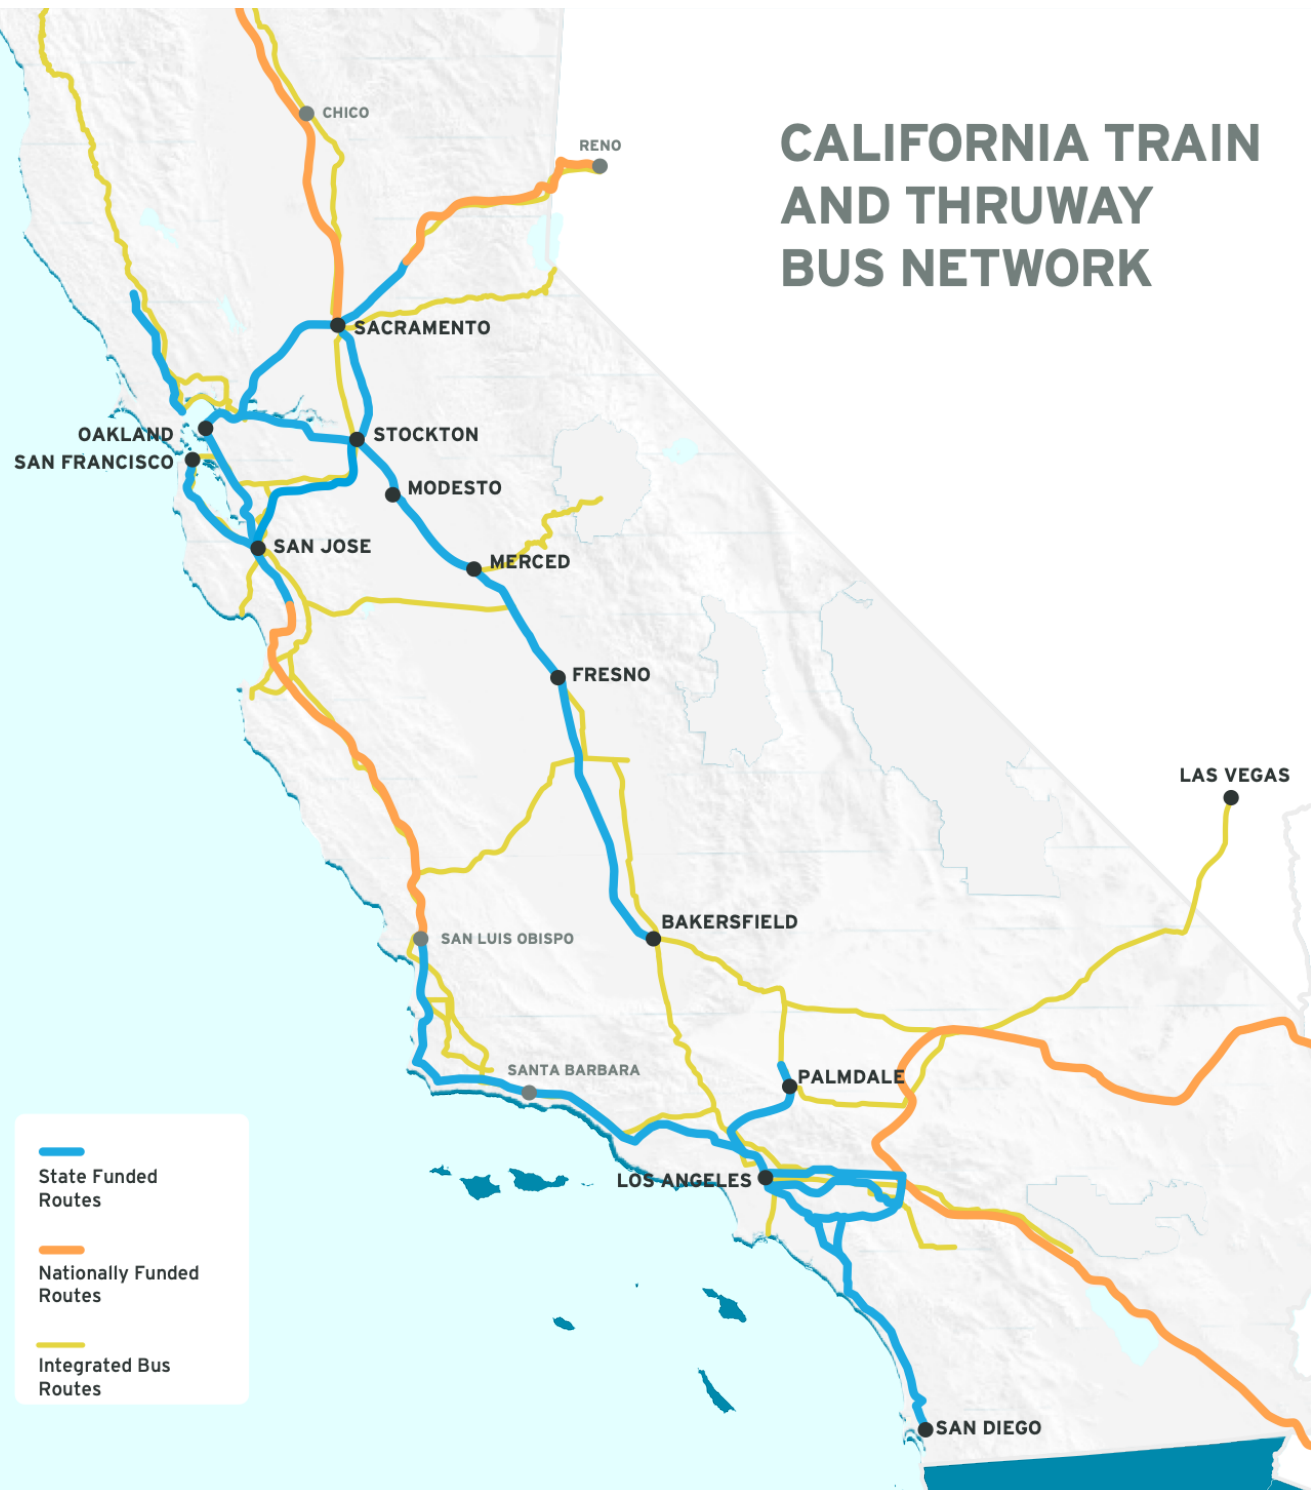 CALIFORNIA TRAIN
AND THRUWAY
BUS NETWORK
CHICO
RENO
SACRAMENTO
OAKLAND
STOCKTON
SAN FRANCISCO
MODESTO
SAN JOSE
MERCED
FRESNO
LAS VEGAS
BAKERSFIELD
SAN LUIS OBISPO
SANTA BARBARA
PALMDALE
LOS ANGELES
SAN DIEGO
State Funded
Routes
Nationally Funded
Routes
Integrated Bus
Routes